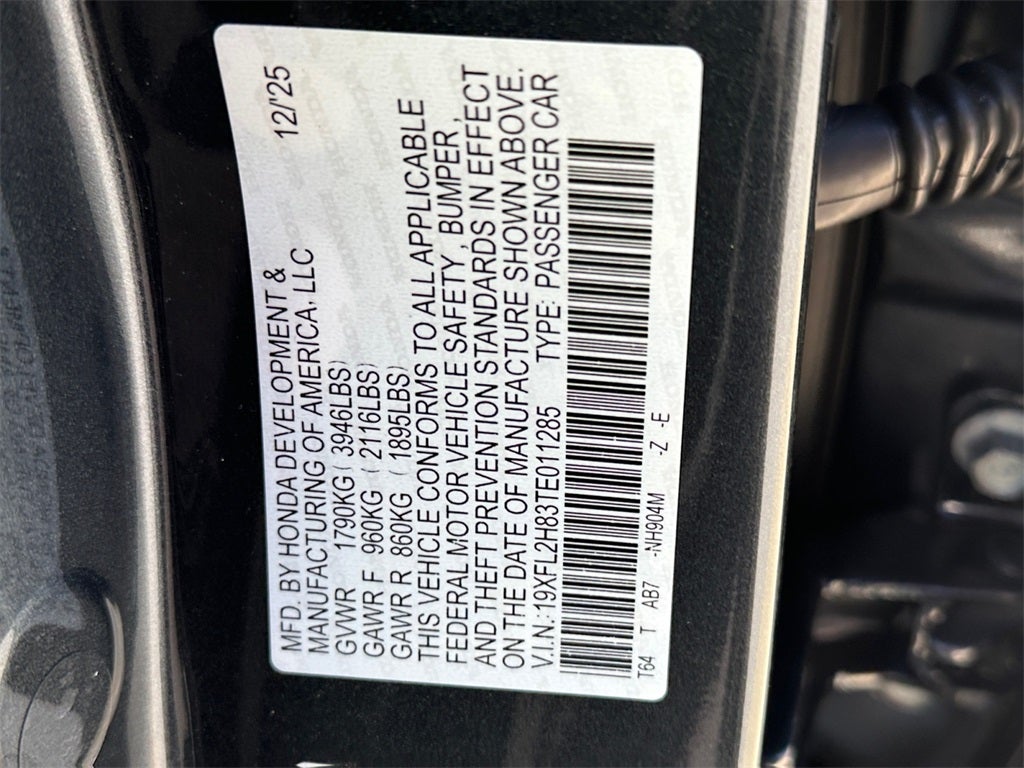 12/'25
MFD. BY HONDA DEVELOPMENT &
MANUFACTURING OF AMERICA, LLC
GVWR 1790KG ( 3946LBS)
GAWR F 960KG ( 2116LBS)
GAWR R 860KG ( 1895LBS)
THIS VEHICLE CONFORMS TO ALL APPLICABLE
FEDERAL MOTOR VEHICLE SAFETY, BUMPER,
AND THEFT PREVENTION STANDARDS IN EFFECT
ON THE DATE OF MANUFACTURE SHOWN ABOVE.
V.I.N.:19XFL2H83TE011285 TYPE: PASSENGER CAR
T64 T AB7 -NH904M -Z -E